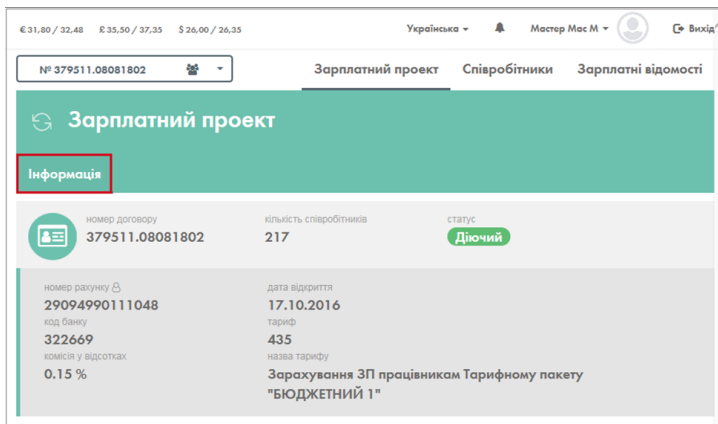 € 31,80 / 32,48 £ 35,50 / 37,35 $ 26,00 / 26,35 Українська Мастер Мас М Вихід
№ 379511.08081802 Зарплатний проект Співробітники Зарплатні відомості
Зарплатний проект
Інформація
номер договору кількість співробітників статус
379511.08081802 217 Діючий
номер рахунку дата відкриття
29094990111048 17.10.2016
код банку тариф
322669 435
комісія у відсотках назва тарифу
0.15 % Зарахування ЗП працівникам Тарифному пакету
"БЮДЖЕТНИЙ 1"